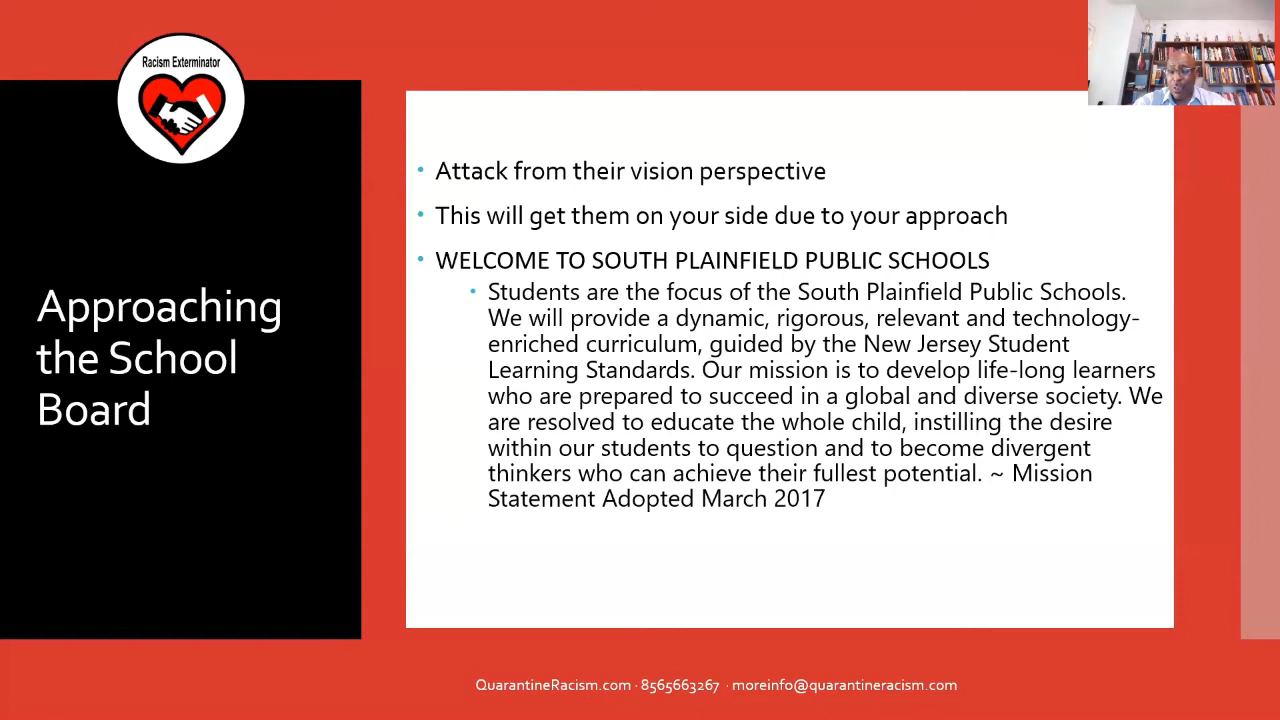 Racism Exterminator
Approaching
the School
Board
• Attack from their vision perspective
• This will get them on your side due to your approach
• WELCOME TO SOUTH PLAINFIELD PUBLIC SCHOOLS
• Students are the focus of the South Plainfield Public Schools.
We will provide a dynamic, rigorous, relevant and technology-
enriched curriculum, guided by the New Jersey Student
Learning Standards. Our mission is to develop life-long learners
who are prepared to succeed in a global and diverse society. We
are resolved to educate the whole child, instilling the desire
within our students to question and to become divergent
thinkers who can achieve their fullest potential. ~ Mission
Statement Adopted March 2017
QuarantineRacism.com · 8565663267 · moreinfo@quarantineracism.com